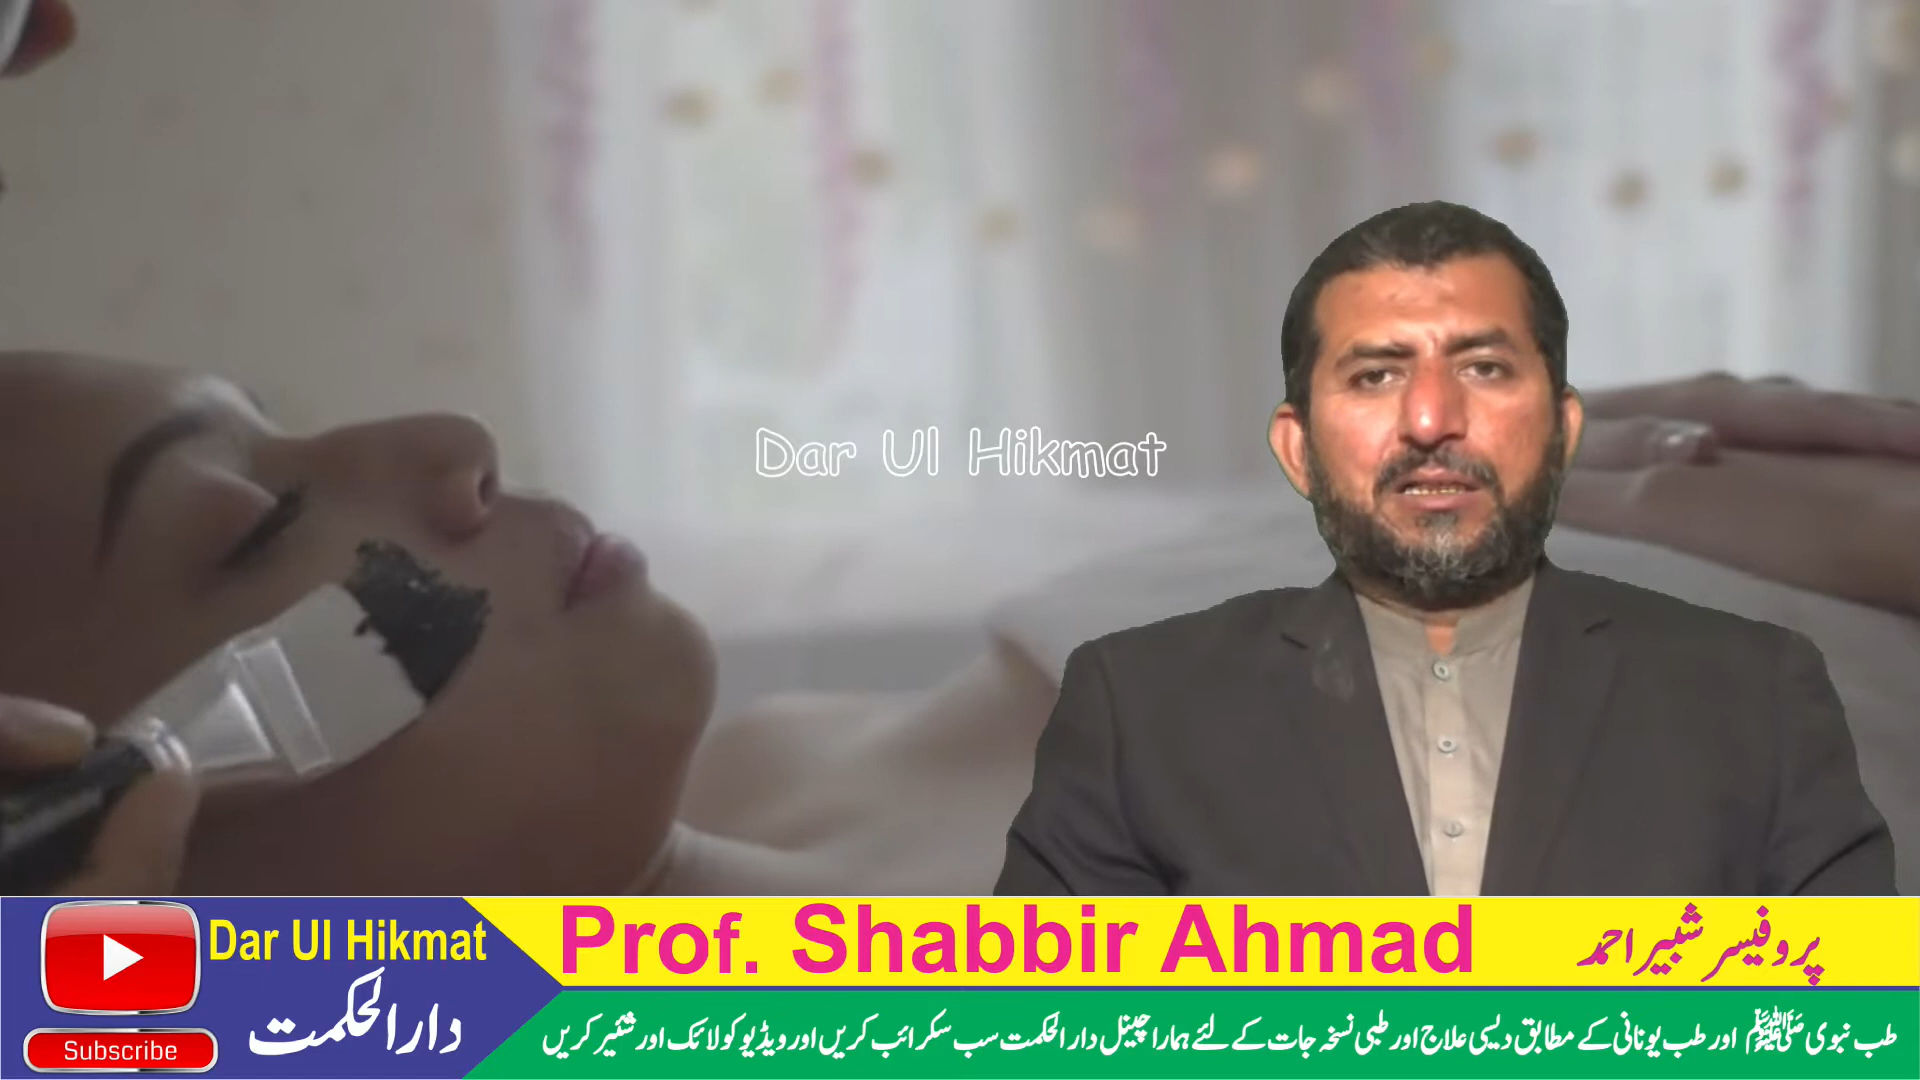 Dar Ul Hikmat
Dar Ul Hikmat
دارالحکمت
Subscribe
Prof. Shabbir Ahmad
پروفیسر شبیر احمد
طب نبوی ﷺ اور طب یونانی کے مطابق دیسی علاج اور طبی نسخہ جات کے لئے ہمارا چینل دارالحکمت سب سکرائب کریں اور ویڈیو کو لائک اور شئیر کریں